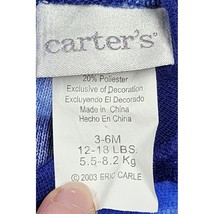 carter's®
20% Poliester
Exclusive of Decoration
Excluyendo El Decorado
Made in China
Hecho En China
3-6M
12-18 LBS.
5.5-8.2 Kg
© 2003 ERIC CARLE